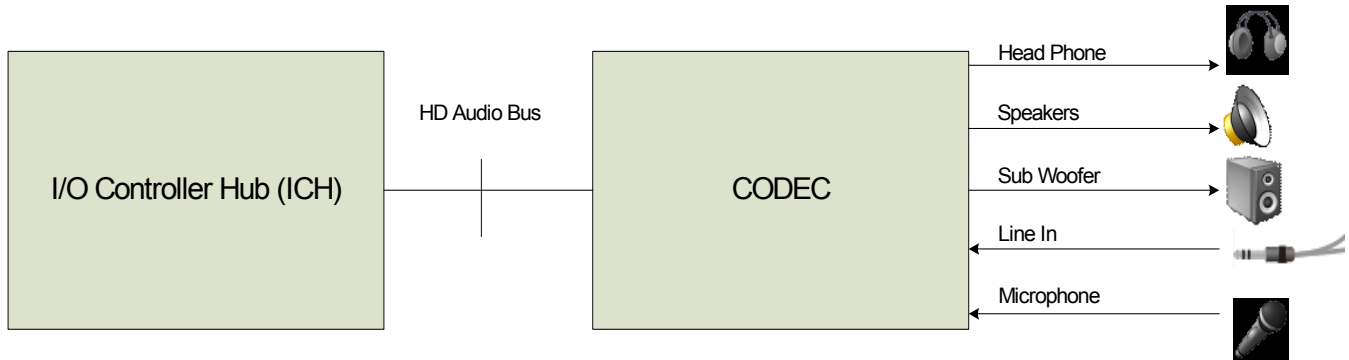 Head Phone
HD Audio Bus
Speakers
I/O Controller Hub (ICH)
CODEC
Sub Woofer
Line In
Microphone